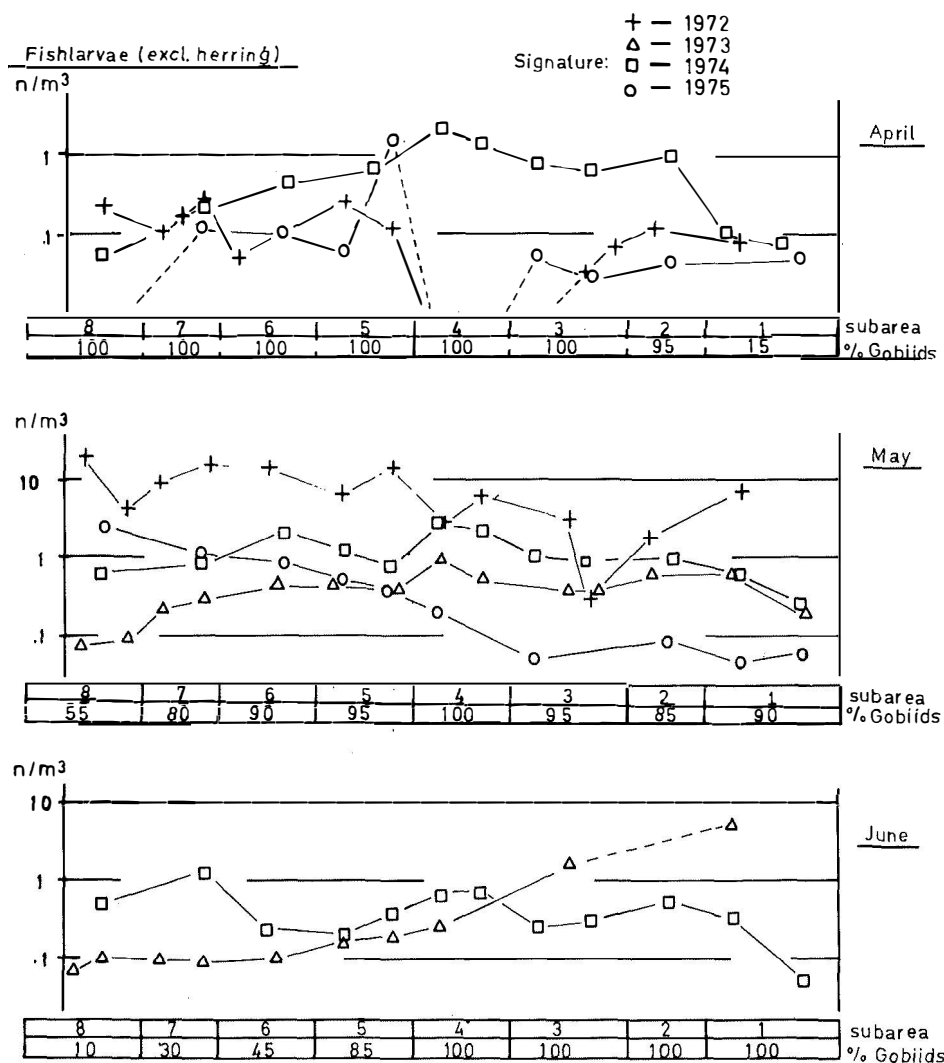 Fishlarvae (excl. herring)
Signature:
+ — 1972
△ — 1973
□ — 1974
○ — 1975
n/m³
April
1
.1
8 7 6 5 4 3 2 1 subarea
100 100 100 100 100 100 95 15 % Gobiids
n/m³
May
10
1
.1
8 7 6 5 4 3 2 1 subarea
55 80 90 95 100 95 85 90 % Gobiids
n/m³
June
10
1
.1
8 7 6 5 4 3 2 1 subarea
10 30 45 85 100 100 100 100 % Gobiids